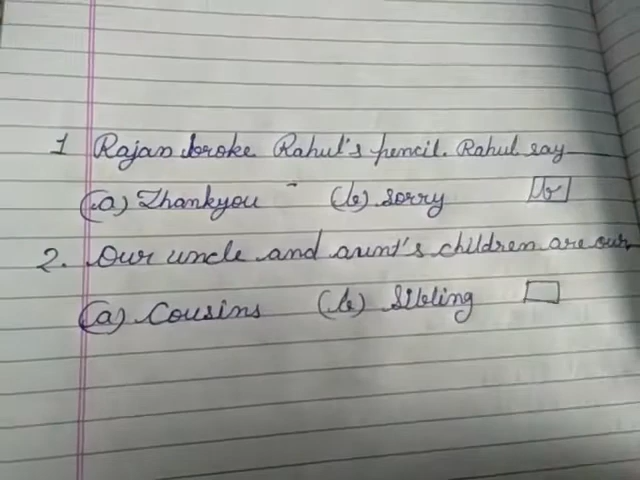 1 Rajan broke Rahul's pencil. Rahul say
(a) Thankyou (b) Sorry b
2. Our uncle and aunt's children are our
(a) Cousins (b) Sibling